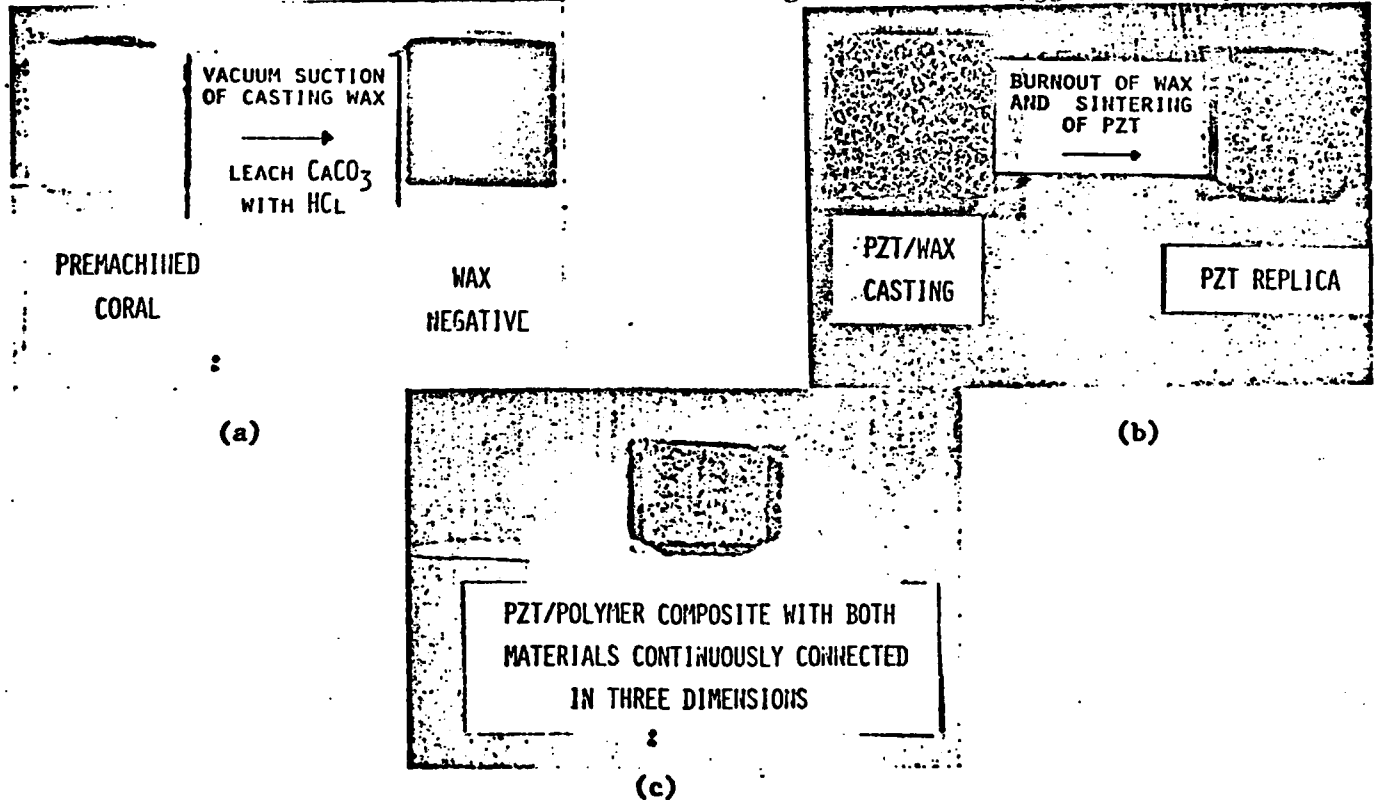 VACUUM SUCTION
OF CASTING WAX
LEACH CACO3
WITH HCL
PREMACHINED
CORAL
WAX
NEGATIVE
(a)
BURNOUT OF WAX
AND SINTERING
OF PZT
PZT/WAX
CASTING
PZT REPLICA
(b)
PZT/POLYMER COMPOSITE WITH BOTH
MATERIALS CONTINUOUSLY CONNECTED
IN THREE DIMENSIONS
(c)